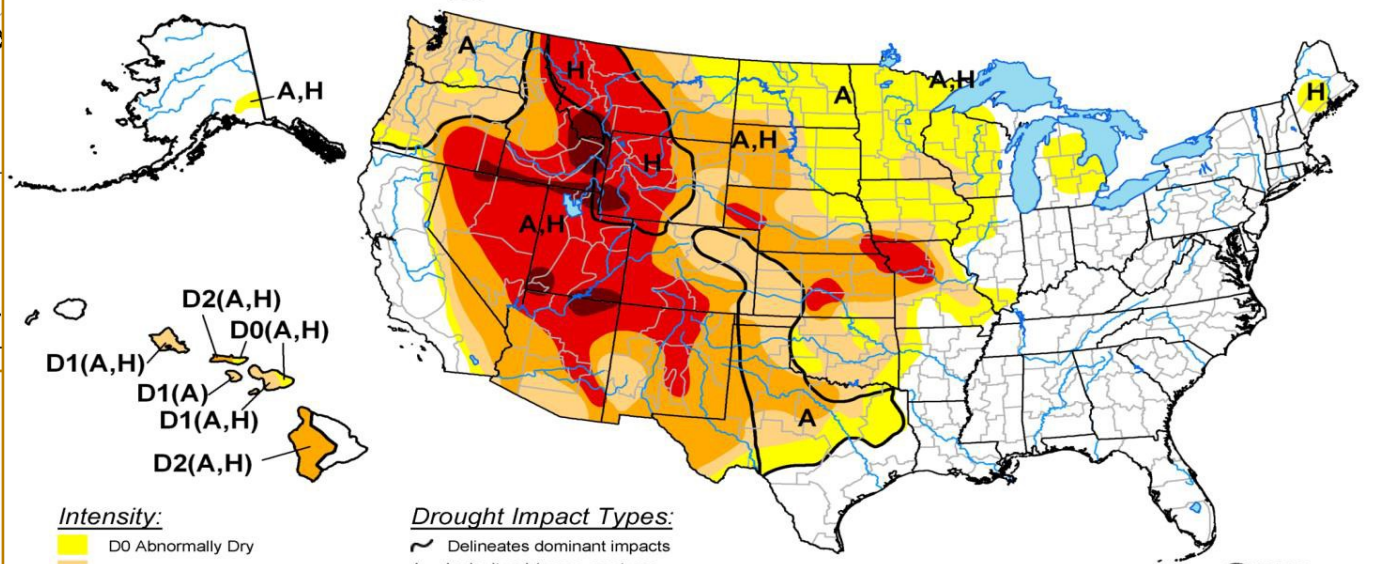 A
H
A,H
A,H
A
H
A,H
H
A,H
D2(A,H)
D0(A,H)
D1(A,H)
D1(A)
D1(A,H)
A
D2(A,H)
Intensity:
Drought Impact Types:
D0 Abnormally Dry
Delineates dominant impacts